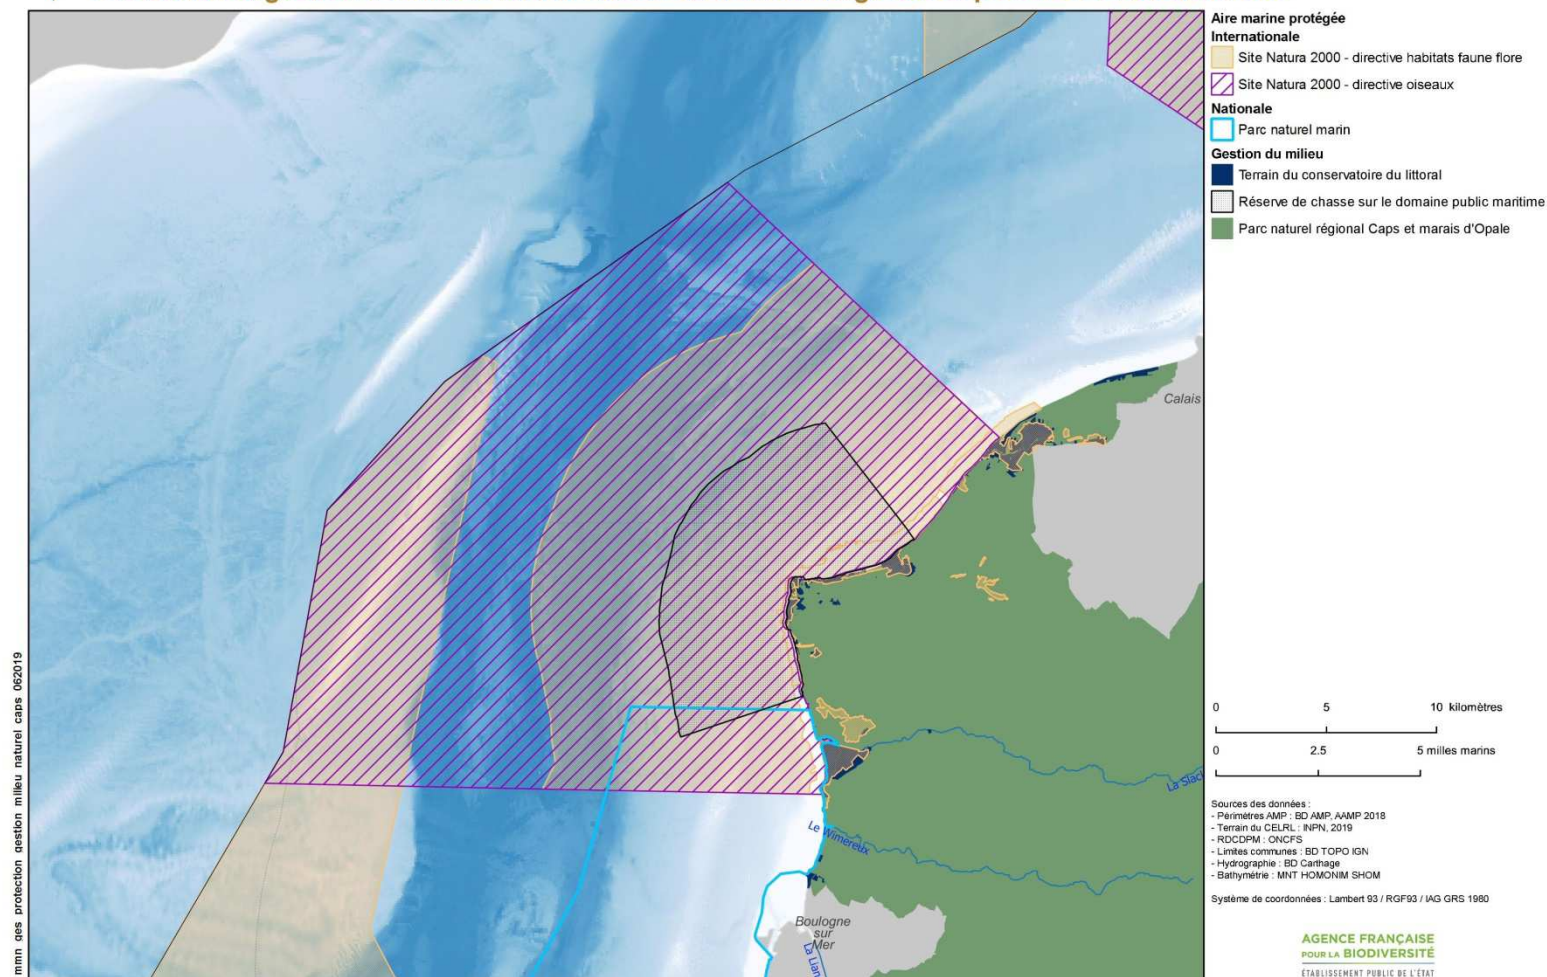 Aire marine protégée
Internationale
Site Natura 2000 - directive habitats faune flore
Site Natura 2000 - directive oiseaux
Nationale
Parc naturel marin
Gestion du milieu
Terrain du conservatoire du littoral
Réserve de chasse sur le domaine public maritime
Parc naturel régional Caps et marais d'Opale
Calais
La Slack
Le Wimereux
Boulogne
sur
Mer
La Lian
0 5 10 kilomètres
0 2.5 5 milles marins
Sources des données :
- Périmètres AMP : BD AMP, AAMP 2018
- Terrain du CELRL : INPN, 2019
- RDCDPM : ONCFS
- Limites communes : BD TOPO IGN
- Hydrographie : BD Carthage
- Bathymétrie : MNT HOMONIM SHOM
Système de coordonnées : Lambert 93 / RGF93 / IAG GRS 1980
AGENCE FRANÇAISE
POUR LA BIODIVERSITÉ
ÉTABLISSEMENT PUBLIC DE L'ÉTAT
mmn ges protection gestion milieu naturel caps 062019